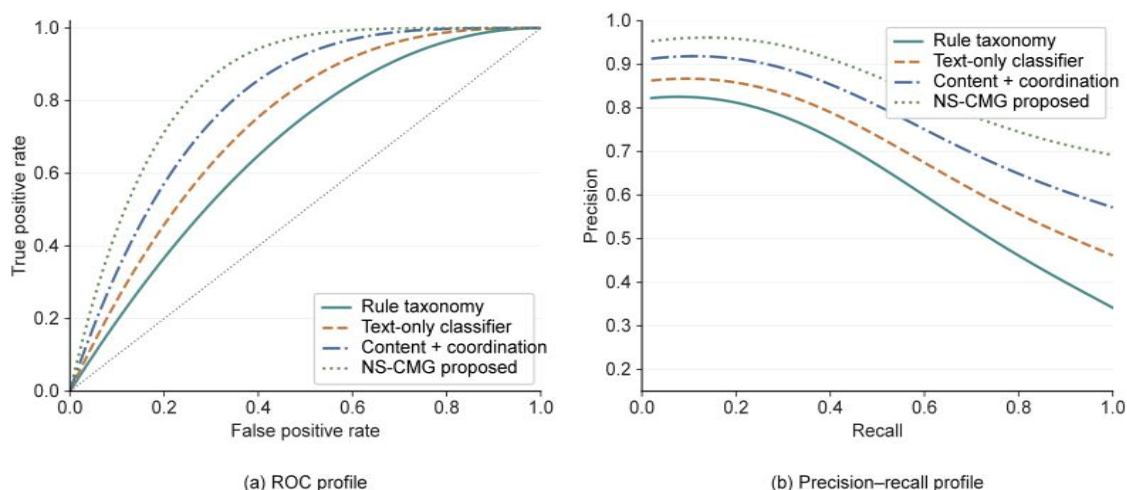 1.0
0.8
0.6
0.4
0.2
0.0
True positive rate
0.0 0.2 0.4 0.6 0.8 1.0
False positive rate
Rule taxonomy
Text-only classifier
Content + coordination
NS-CMG proposed
(a) ROC profile
1.0
0.9
0.8
0.7
0.6
0.5
0.4
0.3
0.2
Precision
0.0 0.2 0.4 0.6 0.8 1.0
Recall
Rule taxonomy
Text-only classifier
Content + coordination
NS-CMG proposed
(b) Precision–recall profile